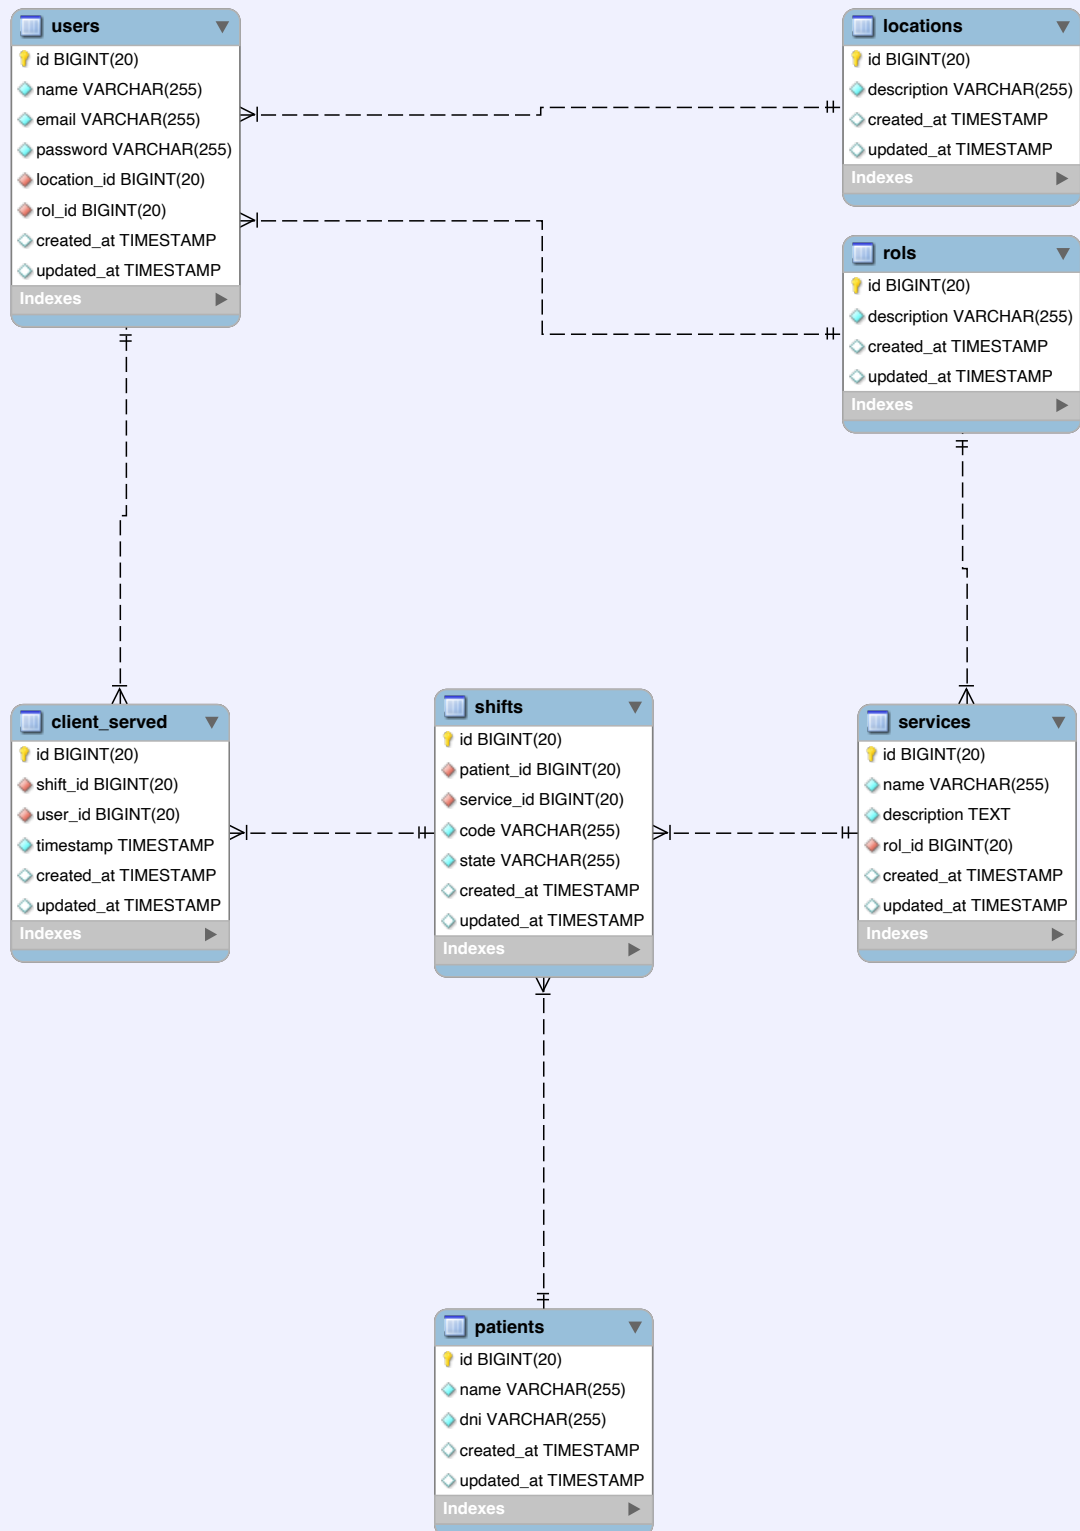 users
id BIGINT(20)
name VARCHAR(255)
email VARCHAR(255)
password VARCHAR(255)
location_id BIGINT(20)
rol_id BIGINT(20)
created_at TIMESTAMP
updated_at TIMESTAMP
Indexes
locations
id BIGINT(20)
description VARCHAR(255)
created_at TIMESTAMP
updated_at TIMESTAMP
Indexes
rols
id BIGINT(20)
description VARCHAR(255)
created_at TIMESTAMP
updated_at TIMESTAMP
Indexes
client_served
id BIGINT(20)
shift_id BIGINT(20)
user_id BIGINT(20)
timestamp TIMESTAMP
created_at TIMESTAMP
updated_at TIMESTAMP
Indexes
shifts
id BIGINT(20)
patient_id BIGINT(20)
service_id BIGINT(20)
code VARCHAR(255)
state VARCHAR(255)
created_at TIMESTAMP
updated_at TIMESTAMP
Indexes
services
id BIGINT(20)
name VARCHAR(255)
description TEXT
rol_id BIGINT(20)
created_at TIMESTAMP
updated_at TIMESTAMP
Indexes
patients
id BIGINT(20)
name VARCHAR(255)
dni VARCHAR(255)
created_at TIMESTAMP
updated_at TIMESTAMP
Indexes